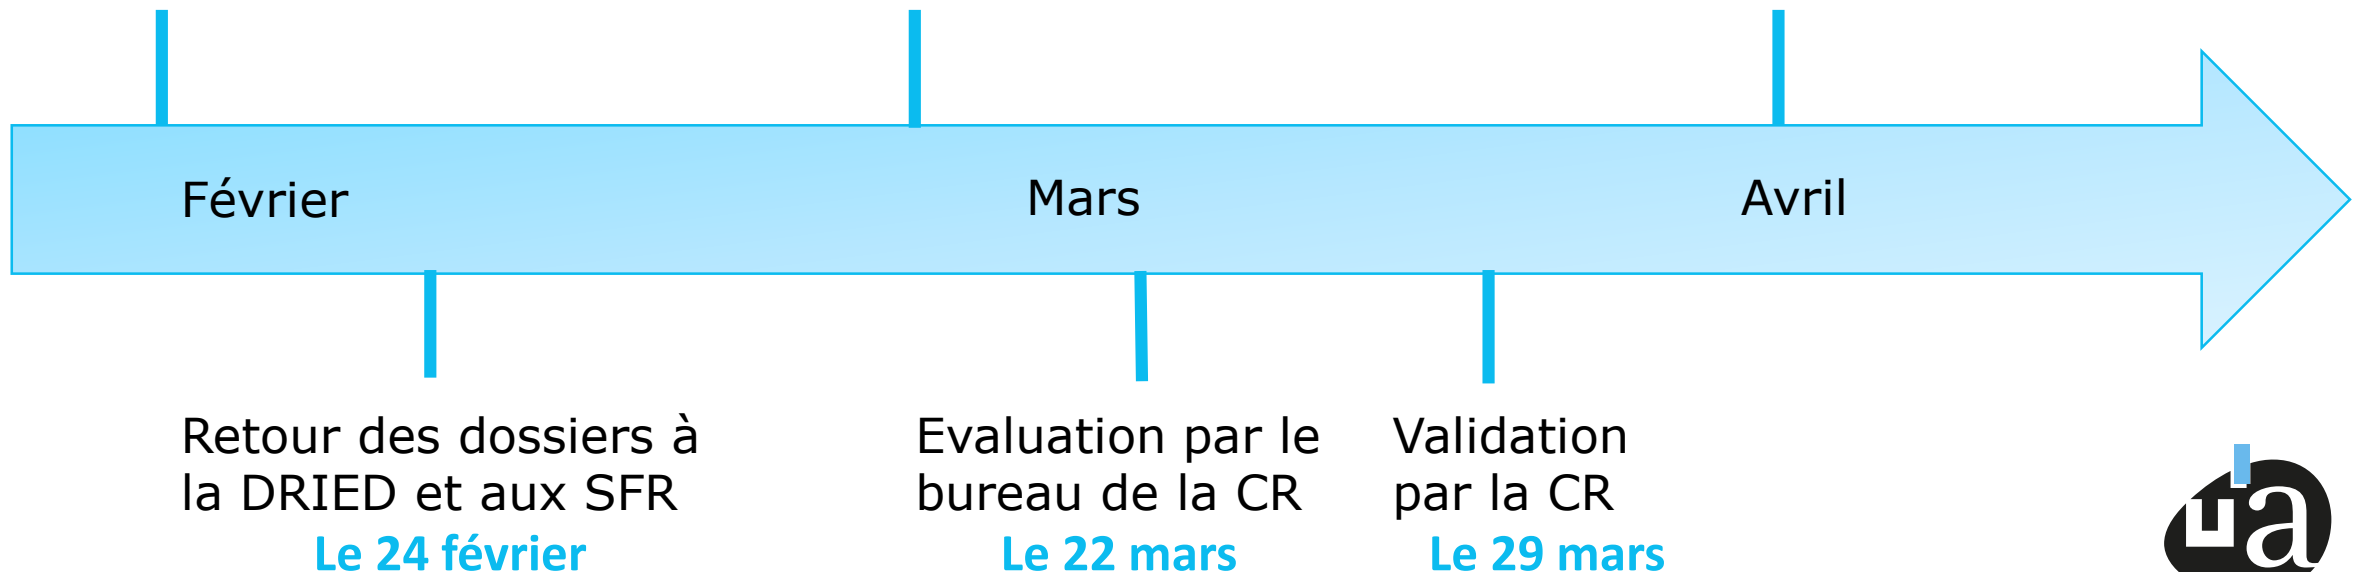 Février
Mars
Avril
Retour des dossiers à
la DRIED et aux SFR
Le 24 février
Evaluation par le
bureau de la CR
Le 22 mars
Validation
par la CR
Le 29 mars
ua